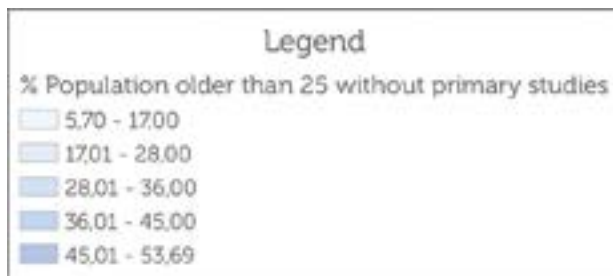 Legend
% Population older than 25 without primary studies
5,70 - 17,00
17,01 - 28,00
28,01 - 36,00
36,01 - 45,00
45,01 - 53,69